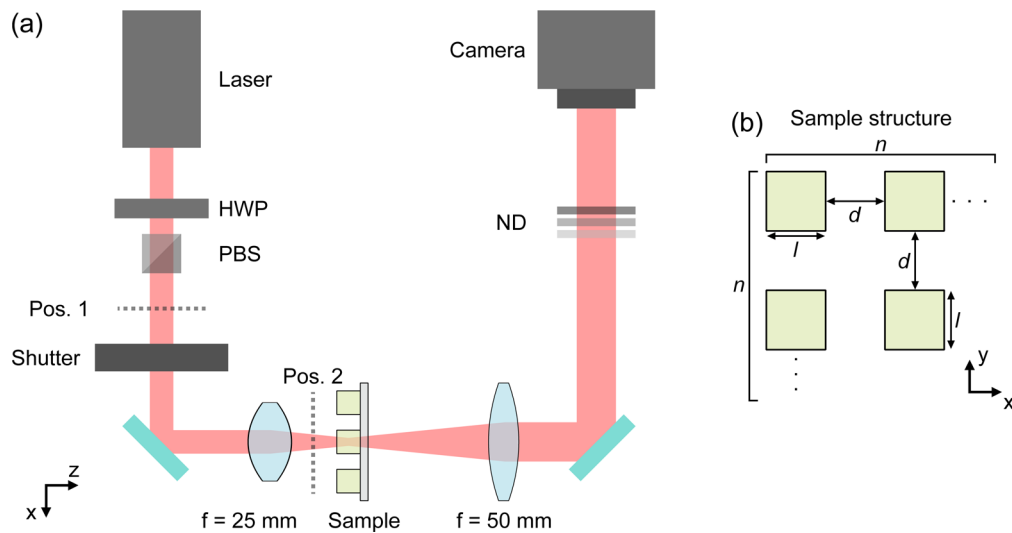 (a)
Laser
Camera
HWP
PBS
ND
Pos. 1
Shutter
Pos. 2
z
x
f = 25 mm
Sample
f = 50 mm
(b)
Sample structure
n
n
d
. . .
l
d
l
. . .
y
x